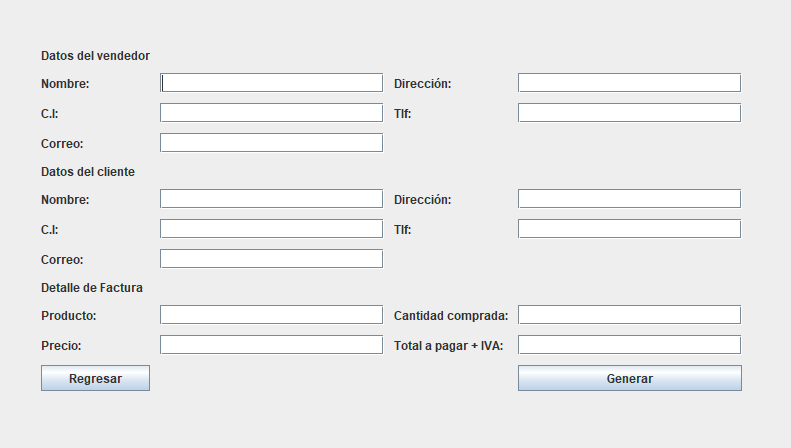 Datos del vendedor
Nombre: Dirección:
C.I: Tlf:
Correo:
Datos del cliente
Nombre: Dirección:
C.I: Tlf:
Correo:
Detalle de Factura
Producto: Cantidad comprada:
Precio: Total a pagar + IVA:
Regresar Generar